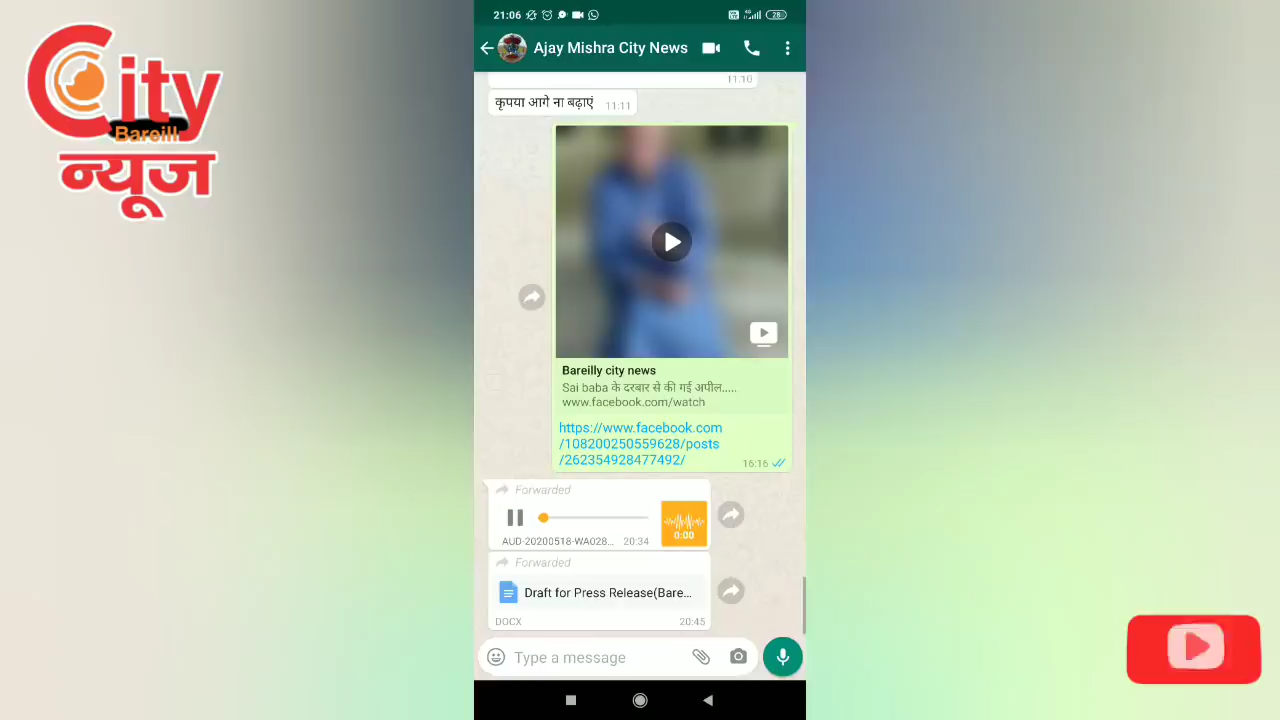 City
Bareill
न्यूज
21:06
28
Ajay Mishra City News
11:10
कृपया आगे ना बढ़ाएं 11:11
Bareilly city news
Sai baba के दरबार से की गई अपील.....
www.facebook.com/watch
https://www.facebook.com
/108200250559628/posts
/262354928477492/
16:16
Forwarded
0:00
AUD-20200518-WA028... 20:34
Forwarded
Draft for Press Release(Bare...
DOCX 20:45
Type a message